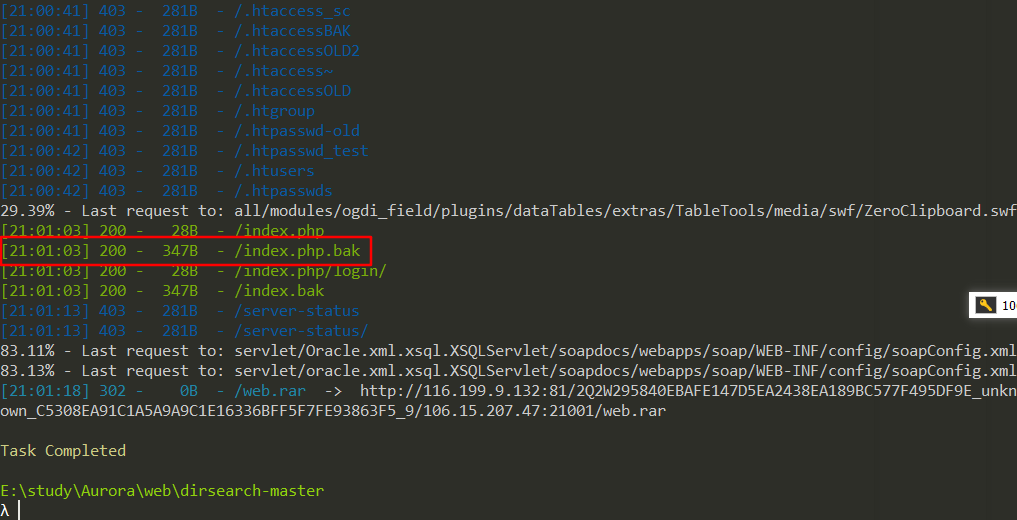 [21:00:41] 403 -  281B  - /.htaccess_sc
[21:00:41] 403 -  281B  - /.htaccessBAK
[21:00:41] 403 -  281B  - /.htaccessOLD2
[21:00:41] 403 -  281B  - /.htaccess~
[21:00:41] 403 -  281B  - /.htaccessOLD
[21:00:41] 403 -  281B  - /.htgroup
[21:00:41] 403 -  281B  - /.htpasswd-old
[21:00:42] 403 -  281B  - /.htpasswd_test
[21:00:42] 403 -  281B  - /.htusers
[21:00:42] 403 -  281B  - /.htpasswds
29.39% - Last request to: all/modules/ogdi_field/plugins/dataTables/extras/TableTools/media/swf/ZeroClipboard.swf
[21:01:03] 200 -   28B  - /index.php
[21:01:03] 200 -  347B  - /index.php.bak
[21:01:03] 200 -   28B  - /index.php/login/
[21:01:03] 200 -  347B  - /index.bak
[21:01:13] 403 -  281B  - /server-status
[21:01:13] 403 -  281B  - /server-status/
83.11% - Last request to: servlet/Oracle.xml.xsql.XSQLServlet/soapdocs/webapps/soap/WEB-INF/config/soapConfig.xml
83.13% - Last request to: servlet/oracle.xml.xsql.XSQLServlet/soapdocs/webapps/soap/WEB-INF/config/soapConfig.xml
[21:01:18] 302 -    0B  - /web.rar  ->  http://116.199.9.132:81/2Q2W295840EBAFE147D5EA2438EA189BC577F495DF9E_unkn
own_C5308EA91C1A5A9A9C1E16336BFF5F7FE93863F5_9/106.15.207.47:21001/web.rar
Task Completed
E:\study\Aurora\web\dirsearch-master
λ